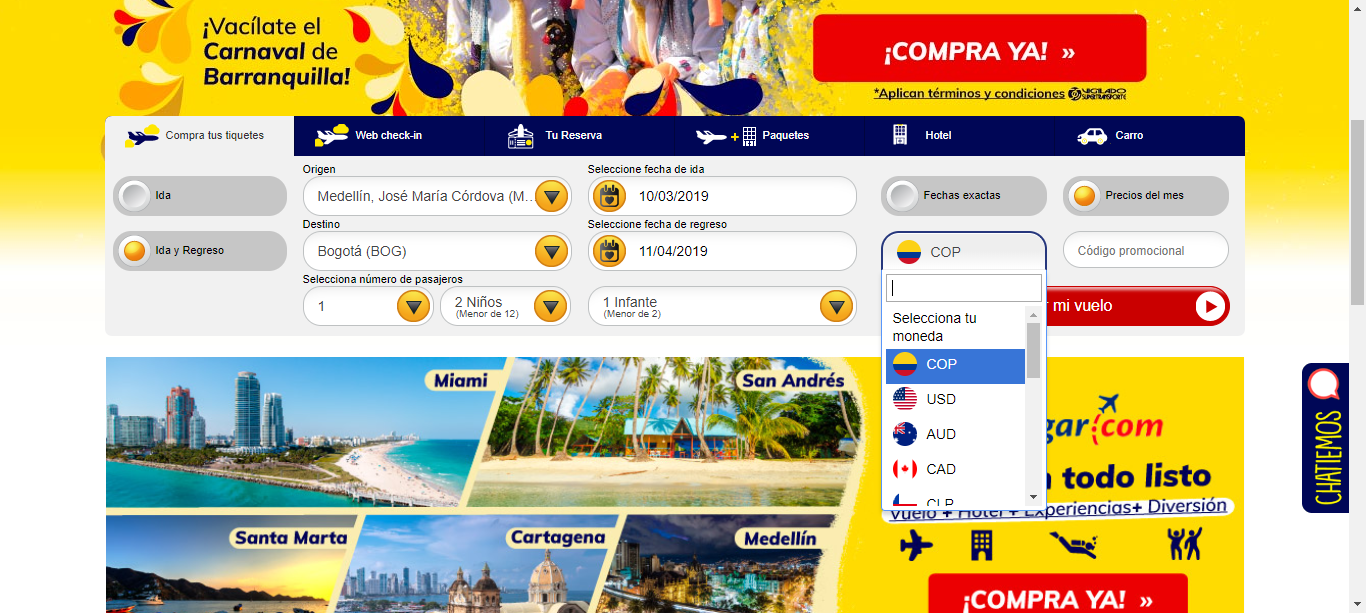 ¡Vacílate el
Carnaval de
Barranquilla!
¡COMPRA YA! »
*Aplican términos y condiciones
VIGILADO
SUPERTRANSPORTE
Compra tus tiquetes
Web check-in
Tu Reserva
Paquetes
Hotel
Carro
Origen
Seleccione fecha de ida
Ida
Medellín, José María Córdova (M...
10/03/2019
Fechas exactas
Precios del mes
Destino
Seleccione fecha de regreso
Ida y Regreso
Bogotá (BOG)
11/04/2019
COP
Código promocional
Selecciona número de pasajeros
1
2 Niños
(Menor de 12)
1 Infante
(Menor de 2)
mi vuelo
Selecciona tu
moneda
COP
USD
AUD
CAD
CLP
Miami
San Andrés
gar.com
todo listo
Vuelo + Hotel + Experiencias+ Diversión
Santa Marta
Cartagena
Medellín
¡COMPRA YA! »
CHATIEMOS